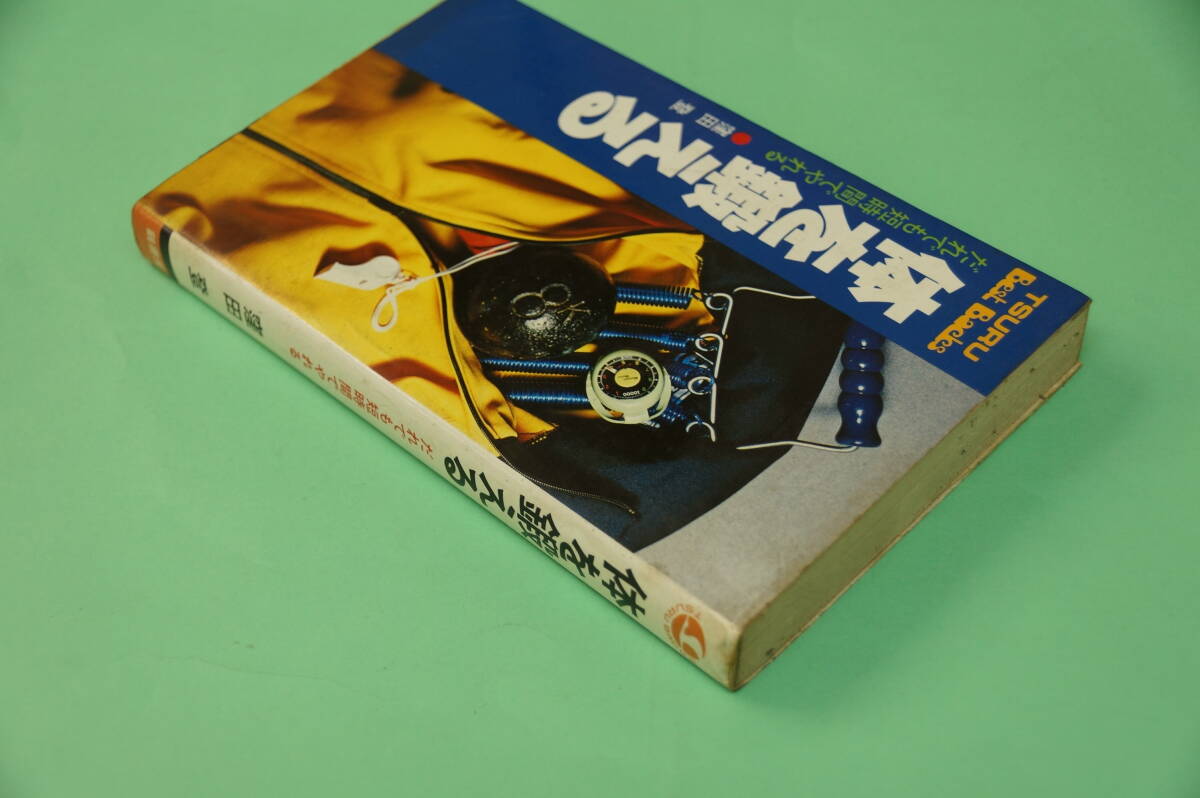 TSURU
Best Books
だれでも短時間でやれる
体を鍛える
●窪田 登
10000
TSURU
体を鍛える
だれでも短時間でやれる
窪田 登